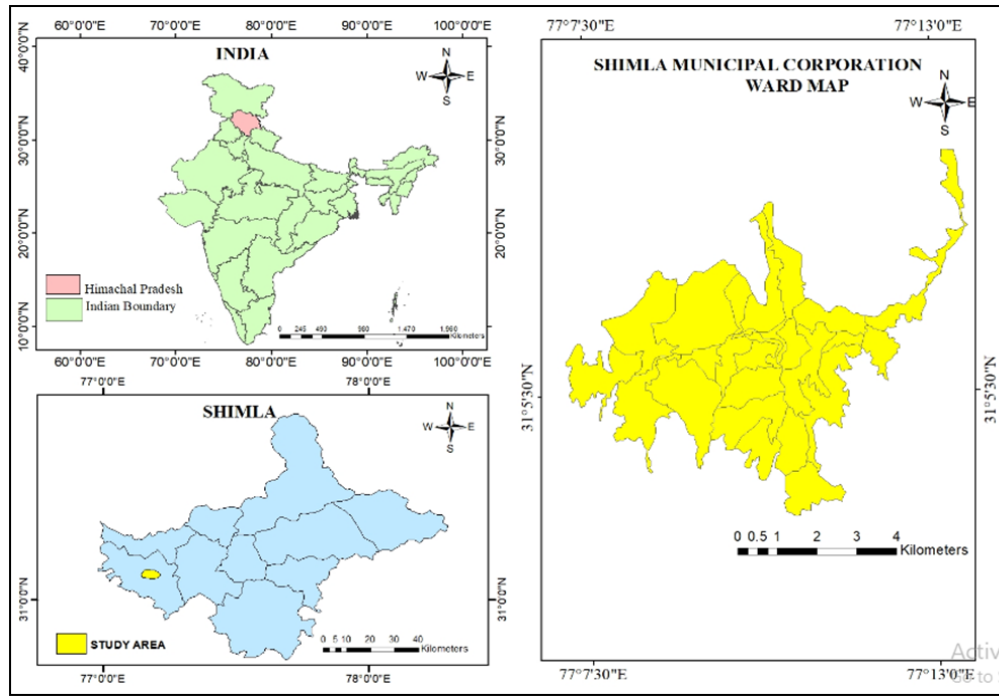 60°0'0"E 70°0'0"E 80°0'0"E 90°0'0"E 100°0'0"E
40°0'0"N
30°0'0"N
20°0'0"N
10°0'0"N
INDIA
N
W E
S
30°0'0"N
20°0'0"N
Himachal Pradesh
Indian Boundary
0 245 490 980 1,470 1,960
Kilometers
60°0'0"E 70°0'0"E 80°0'0"E 90°0'0"E 100°0'0"E
77°0'0"E 78°0'0"E
SHIMLA
N
W E
S
31°0'0"N
31°0'0"N
STUDY AREA
0 5 10 20 30 40
Kilometers
77°0'0"E 78°0'0"E
77°7'30"E 77°13'0"E
SHIMLA MUNICIPAL CORPORATION
WARD MAP
N
W E
S
31°5'30"N
31°5'30"N
0 0.5 1 2 3 4
Kilometers
77°7'30"E 77°13'0"E
Activ